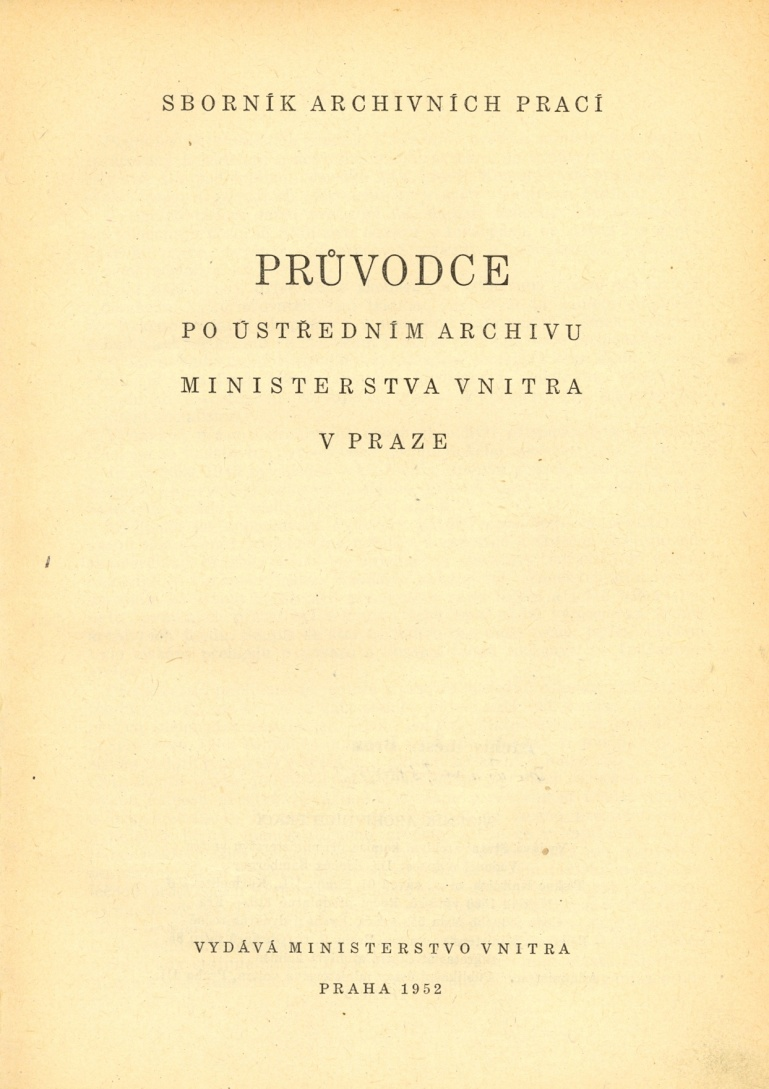 SBORNÍK ARCHIVNÍCH PRACÍ
PRŮVODCE
PO ÚSTŘEDNÍM ARCHIVU
MINISTERSTVA VNITRA
V PRAZE
VYDÁVÁ MINISTERSTVO VNITRA
PRAHA 1952